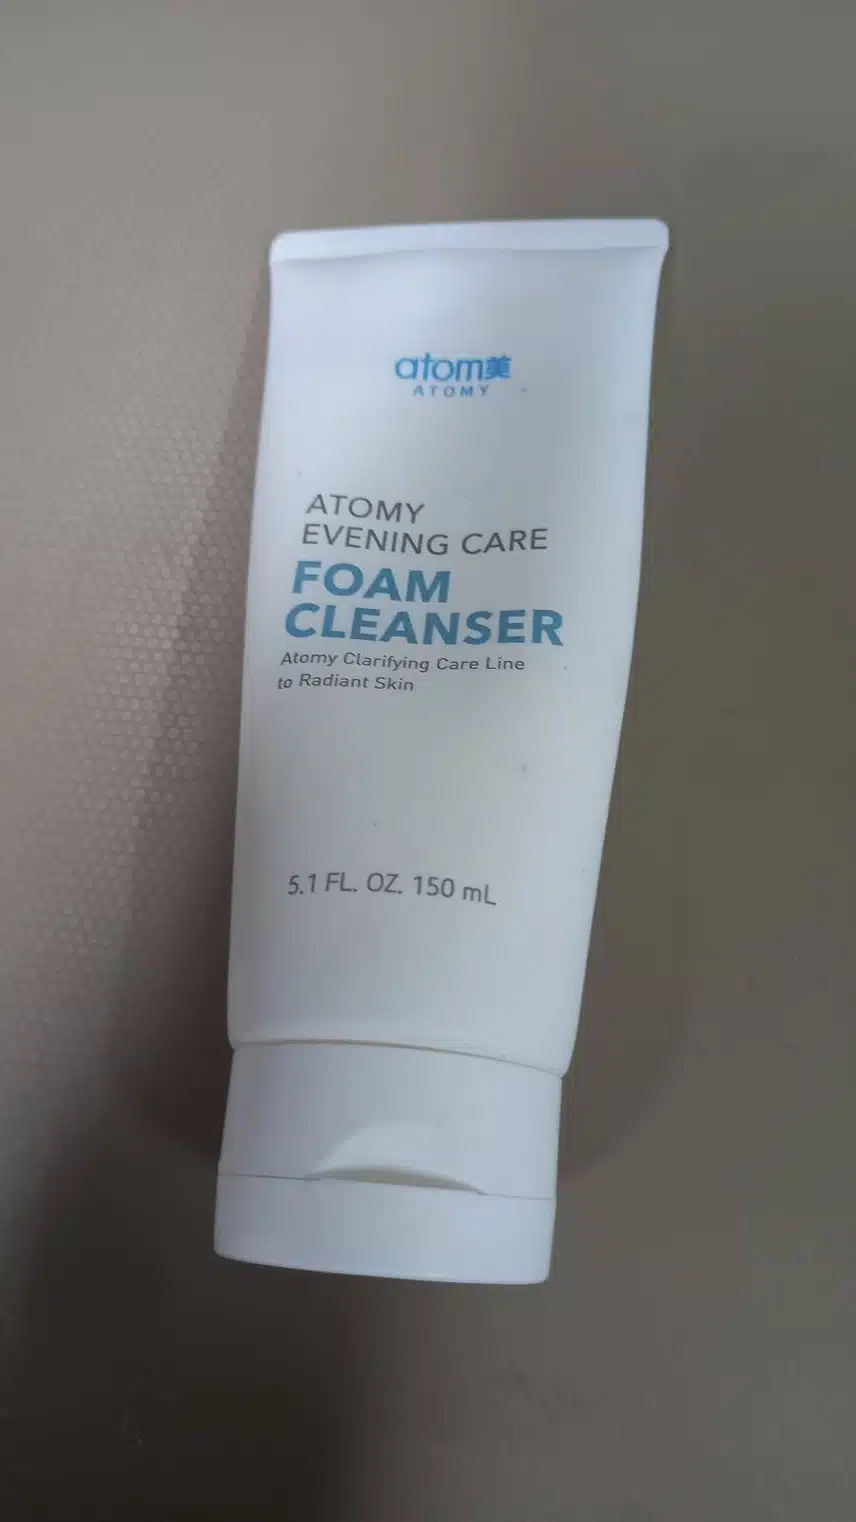 atom美
ATOMY
ATOMY
EVENING CARE
FOAM
CLEANSER
Atomy Clarifying Care Line
to Radiant Skin
5.1 FL. OZ. 150 mL